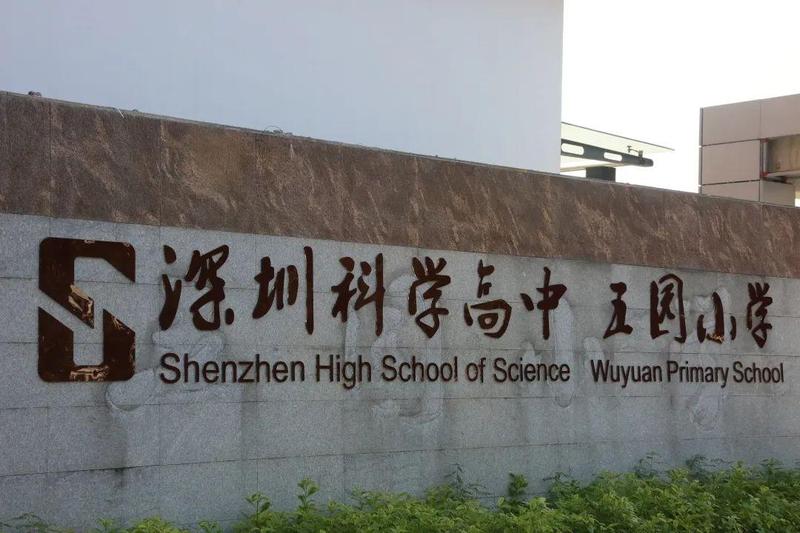 深圳科学高中 五园小学
Shenzhen High School of Science Wuyuan Primary School